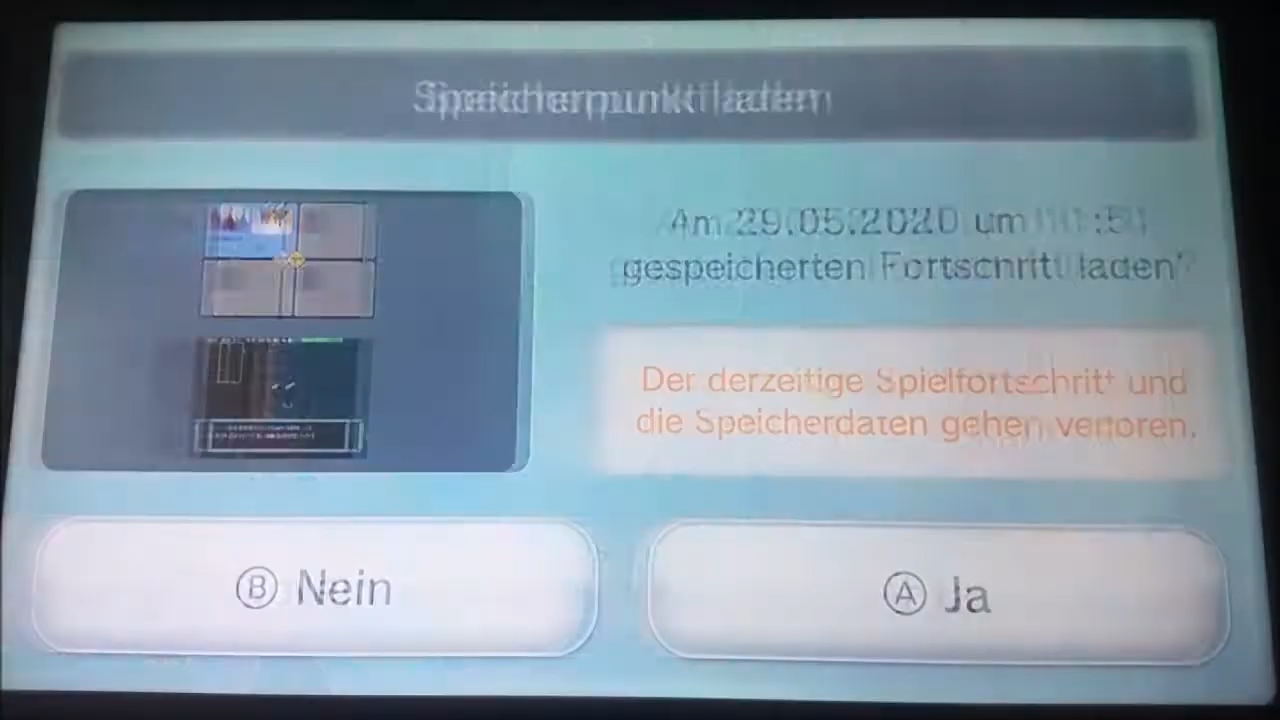 Speicherpunkt laden
Am 29.05.2020 um
gespeicherten Fortschritt laden?
Der derzeitige Spielfortschritt und
die Speicherdaten gehen verloren.
B Nein
A Ja